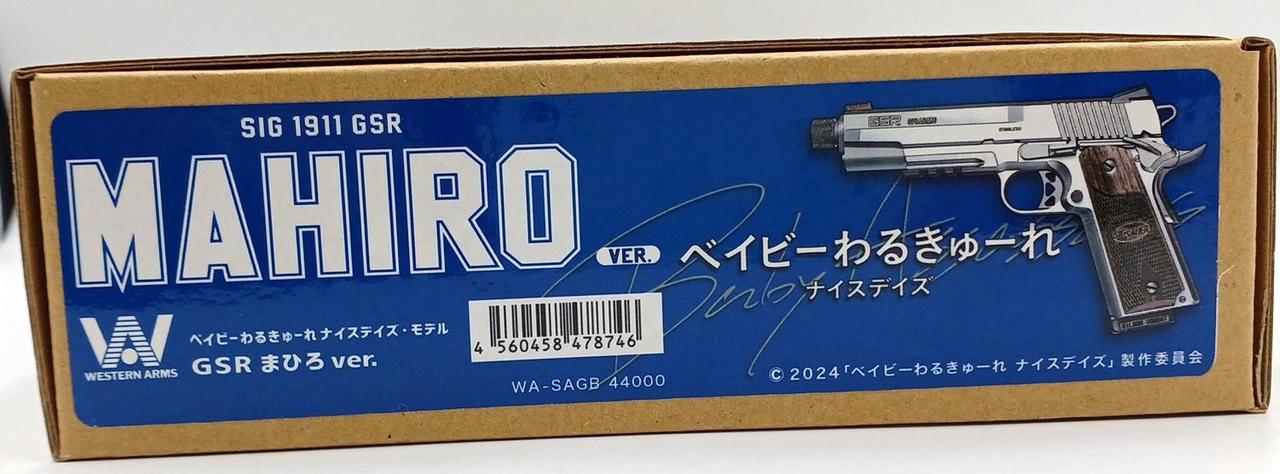 SIG 1911 GSR
MAHIRO
VER.
ベイビーわるきゅーれ
ナイスデイズ
GSR
STAINLESS
WESTERN ARMS
ベイビーわるきゅーれ ナイスデイズ・モデル
GSR まひろ ver.
4 560458 478746
WA-SAGB 44000
© 2024「ベイビーわるきゅーれ ナイスデイズ」製作委員会